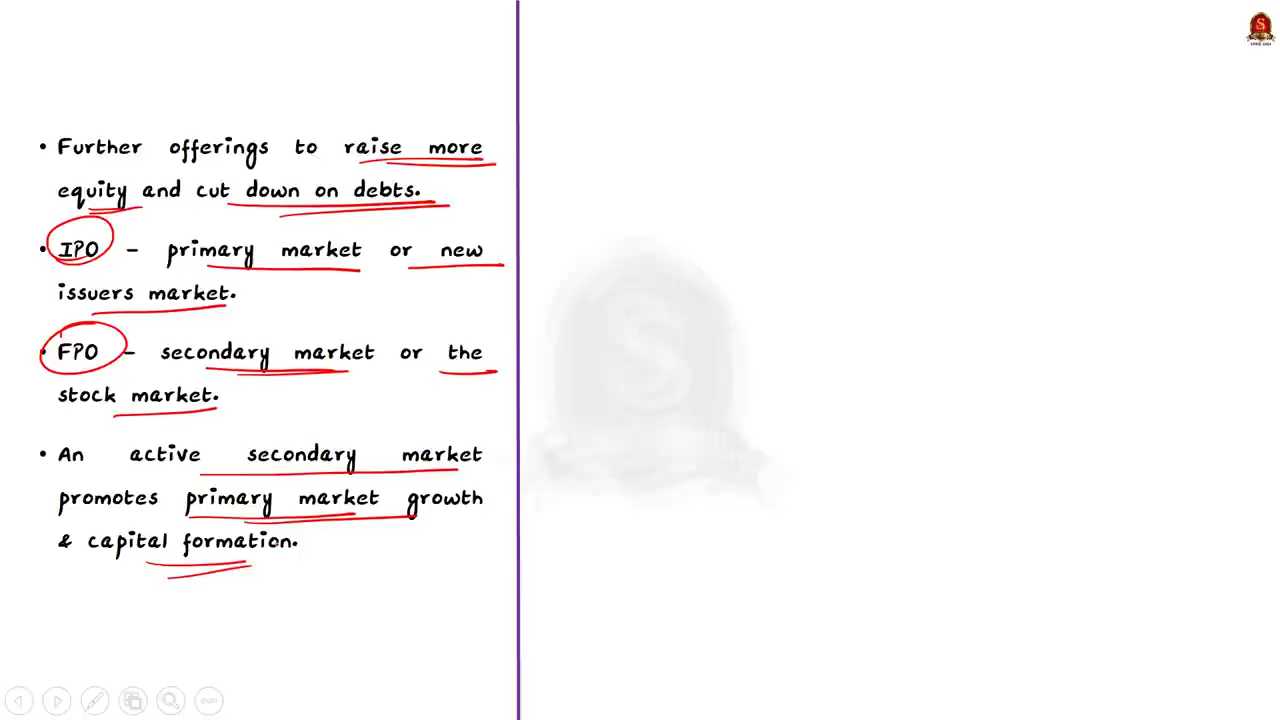 • Further offerings to raise more
equity and cut down on debts.
• IPO - primary market or new
issuers market.
• FPO - secondary market or the
stock market.
• An active secondary market
promotes primary market growth
& capital formation.
S